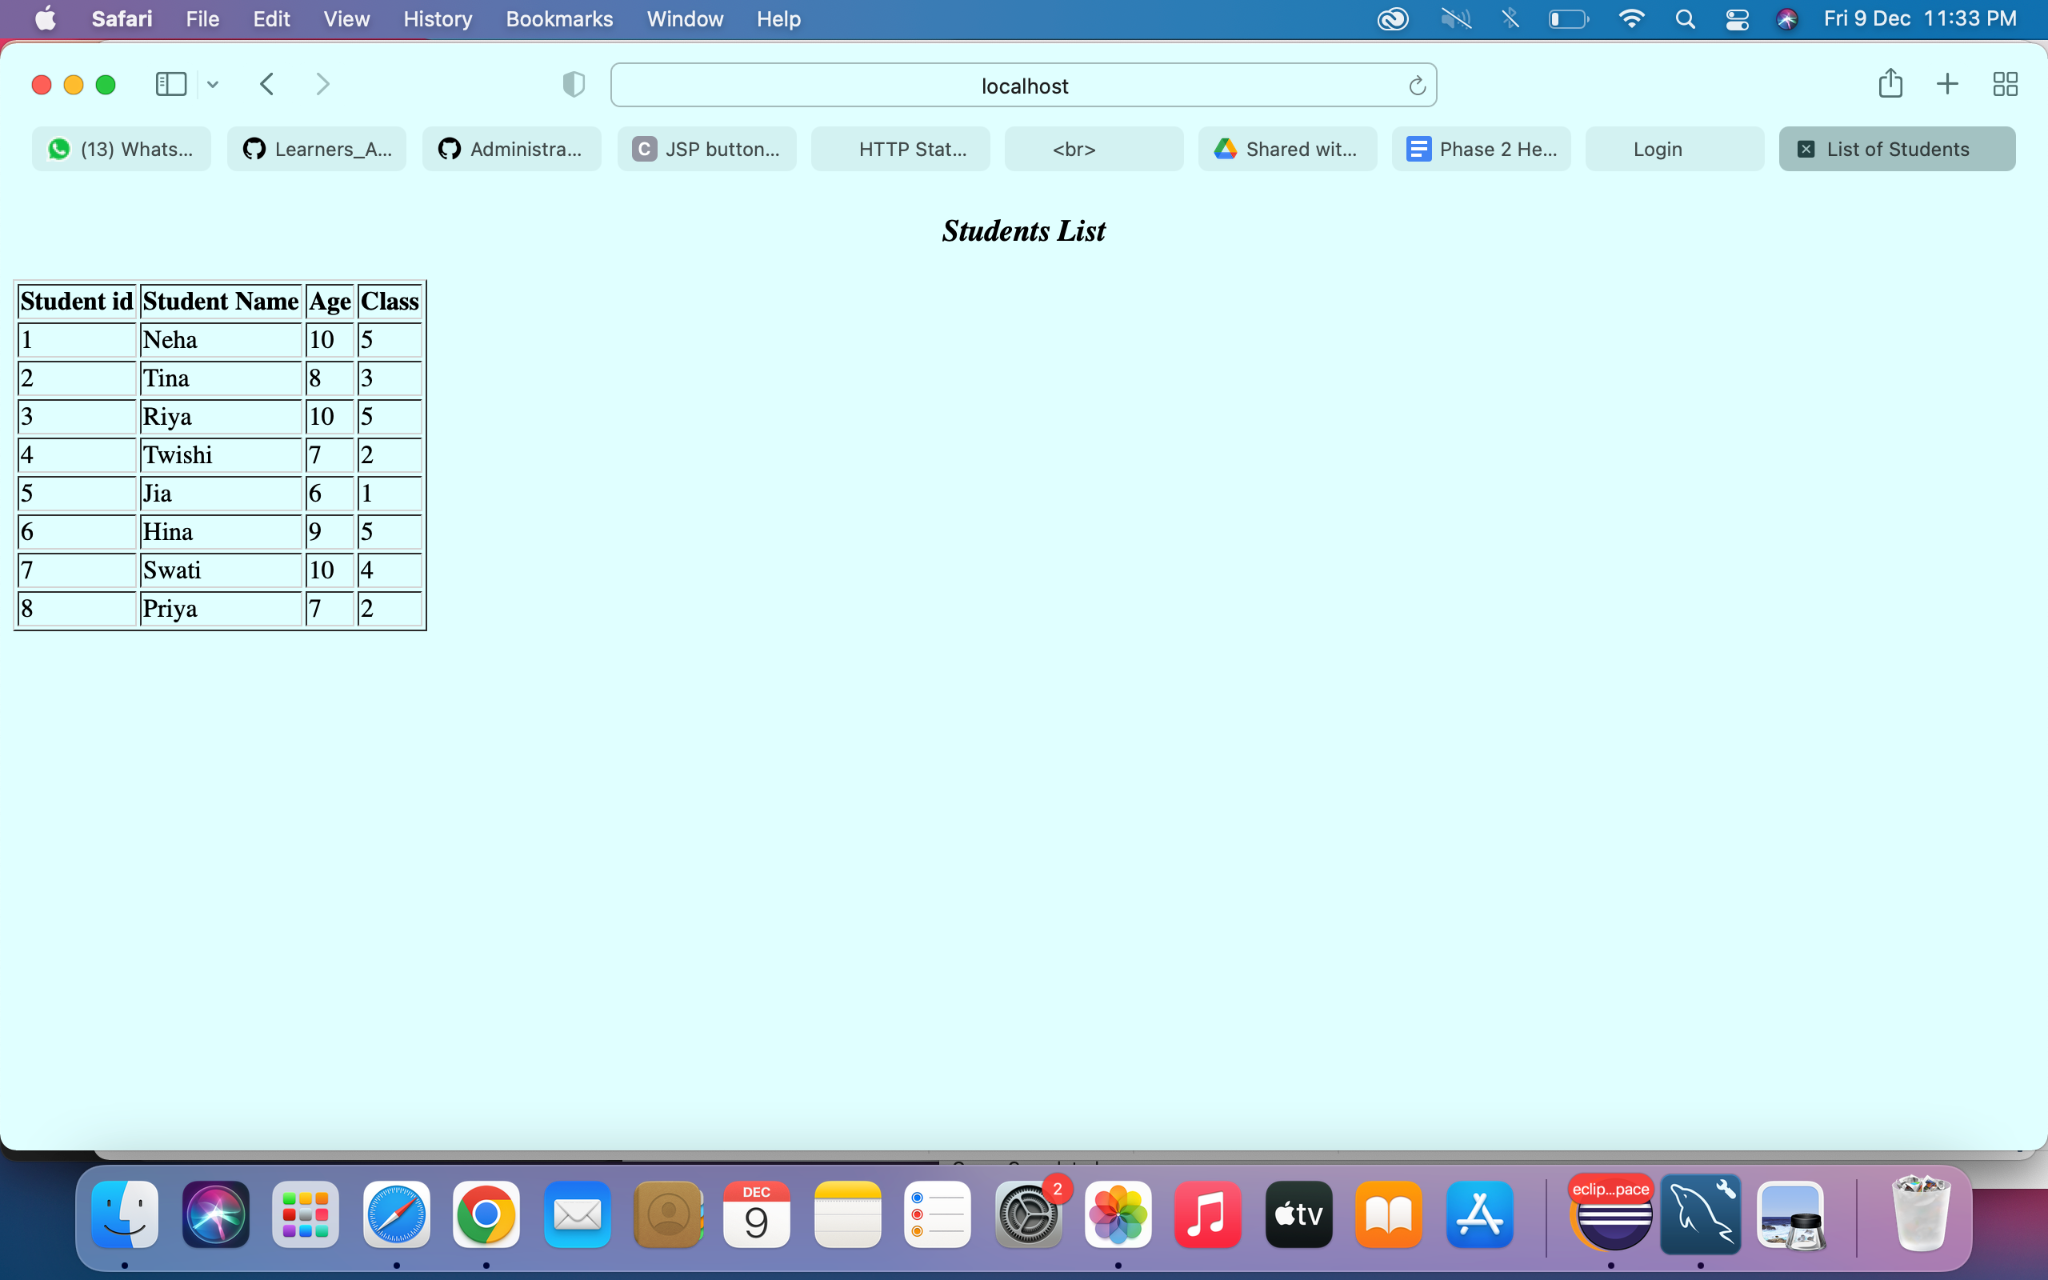 Safari File Edit View History Bookmarks Window Help Fri 9 Dec 11:33 PM
localhost
(13) Whats... Learners_A... Administra... C JSP button... HTTP Stat... <br> Shared wit... Phase 2 He... Login List of Students
Students List
Student id Student Name Age Class
1 Neha 10 5
2 Tina 8 3
3 Riya 10 5
4 Twishi 7 2
5 Jia 6 1
6 Hina 9 5
7 Swati 10 4
8 Priya 7 2
DEC 2 eclip...pace
9 tv